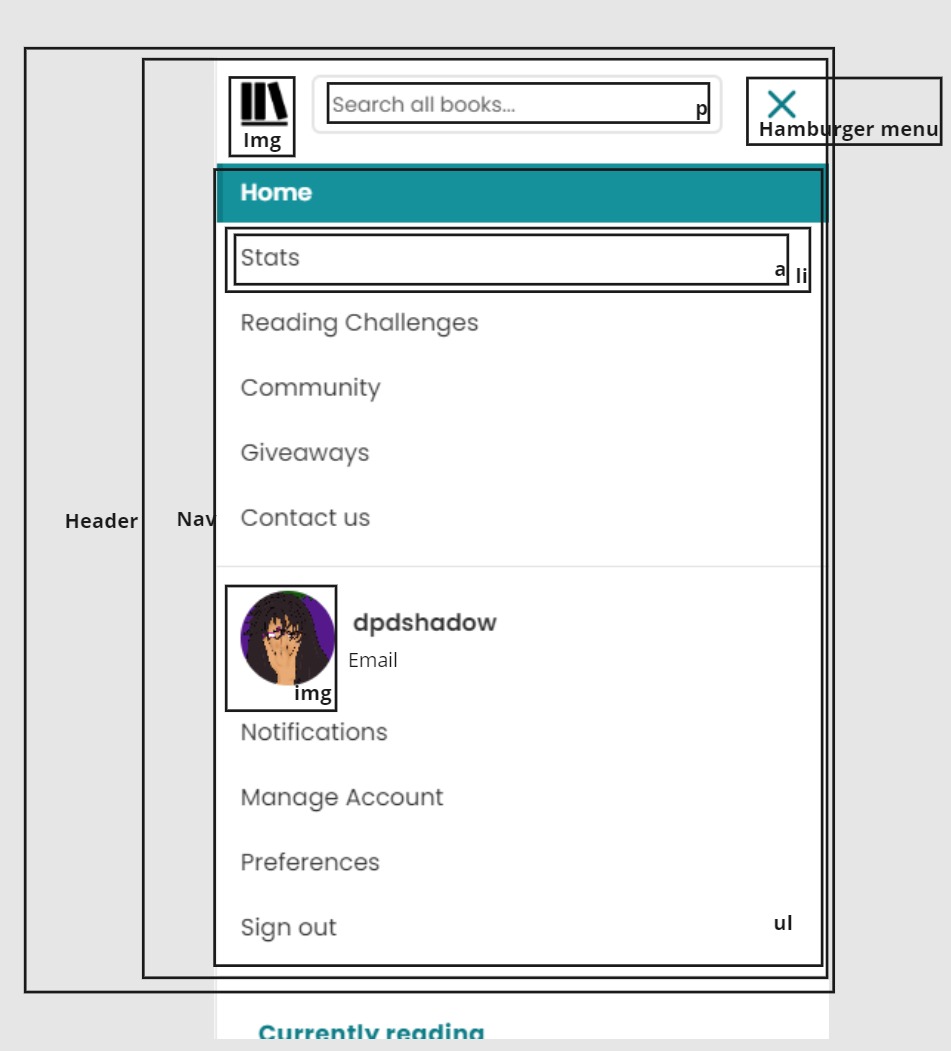 Search all books...
p
Img
Hamburger menu
Home
Stats
a
li
Reading Challenges
Community
Giveaways
Header
Nav
Contact us
dpdshadow
Email
img
Notifications
Manage Account
Preferences
Sign out
ul
Currently reading